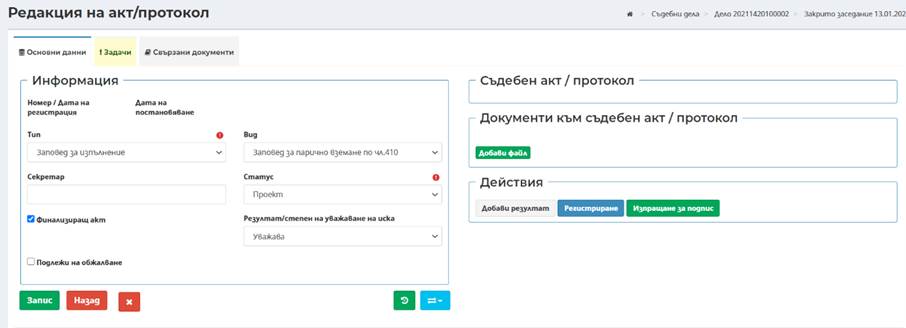 Редакция на акт/протокол
> Съдебни дела > Дело 20211420100002 > Закрито заседание 13.01.202
Основни данни
! Задачи
Свързани документи
Информация
Номер / Дата на
регистрация
Дата на
постановяване
Тип
Заповед за изпълнение
Вид
Заповед за парично вземане по чл.410
Секретар
Статус
Проект
Финализиращ акт
Резултат/степен на уважаване на иска
Уважава
Подлежи на обжалване
Запис
Назад
Съдебен акт / протокол
Документи към съдебен акт / протокол
Добави файл
Действия
Добави резултат
Регистриране
Изпращане за подпис